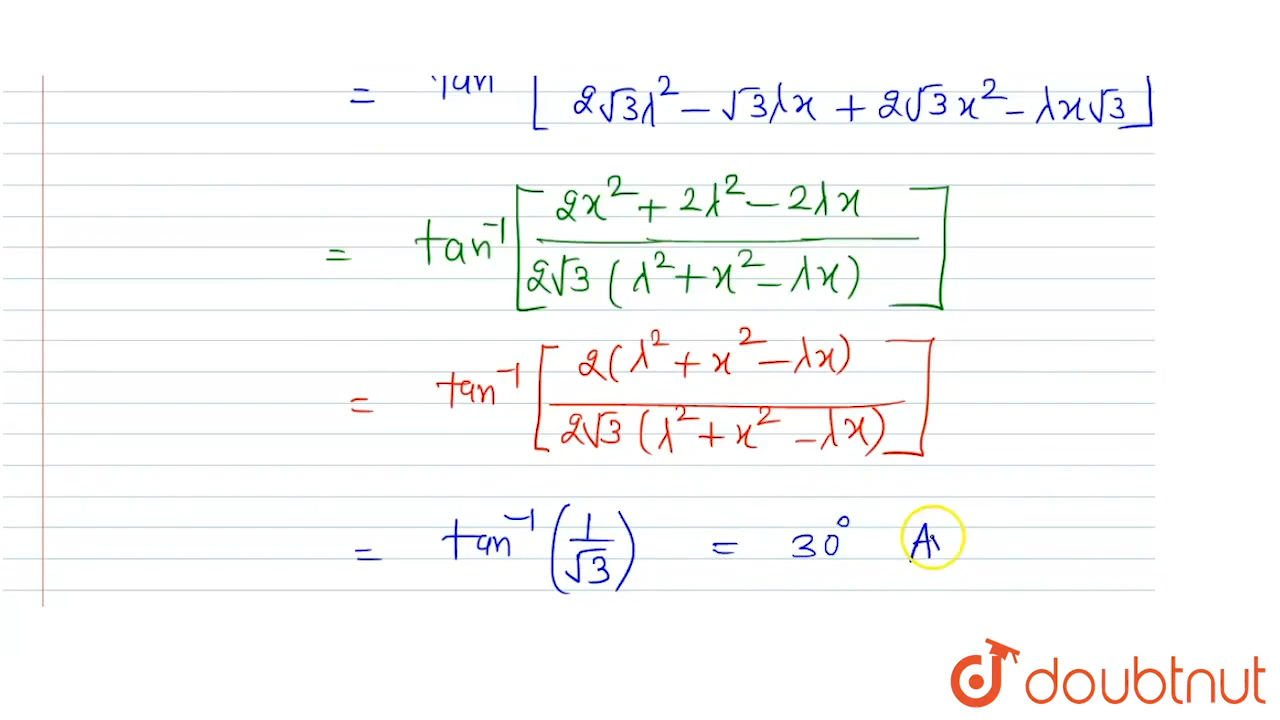 = tan [ 2√3λ² - √3λx + 2√3x² - λx√3 ]
= tan⁻¹ [ 2x² + 2λ² - 2λx / 2√3 (λ² + x² - λx) ]
= tan⁻¹ [ 2(λ² + x² - λx) / 2√3 (λ² + x² - λx) ]
= tan⁻¹ (1/√3) = 30° A
doubtnut